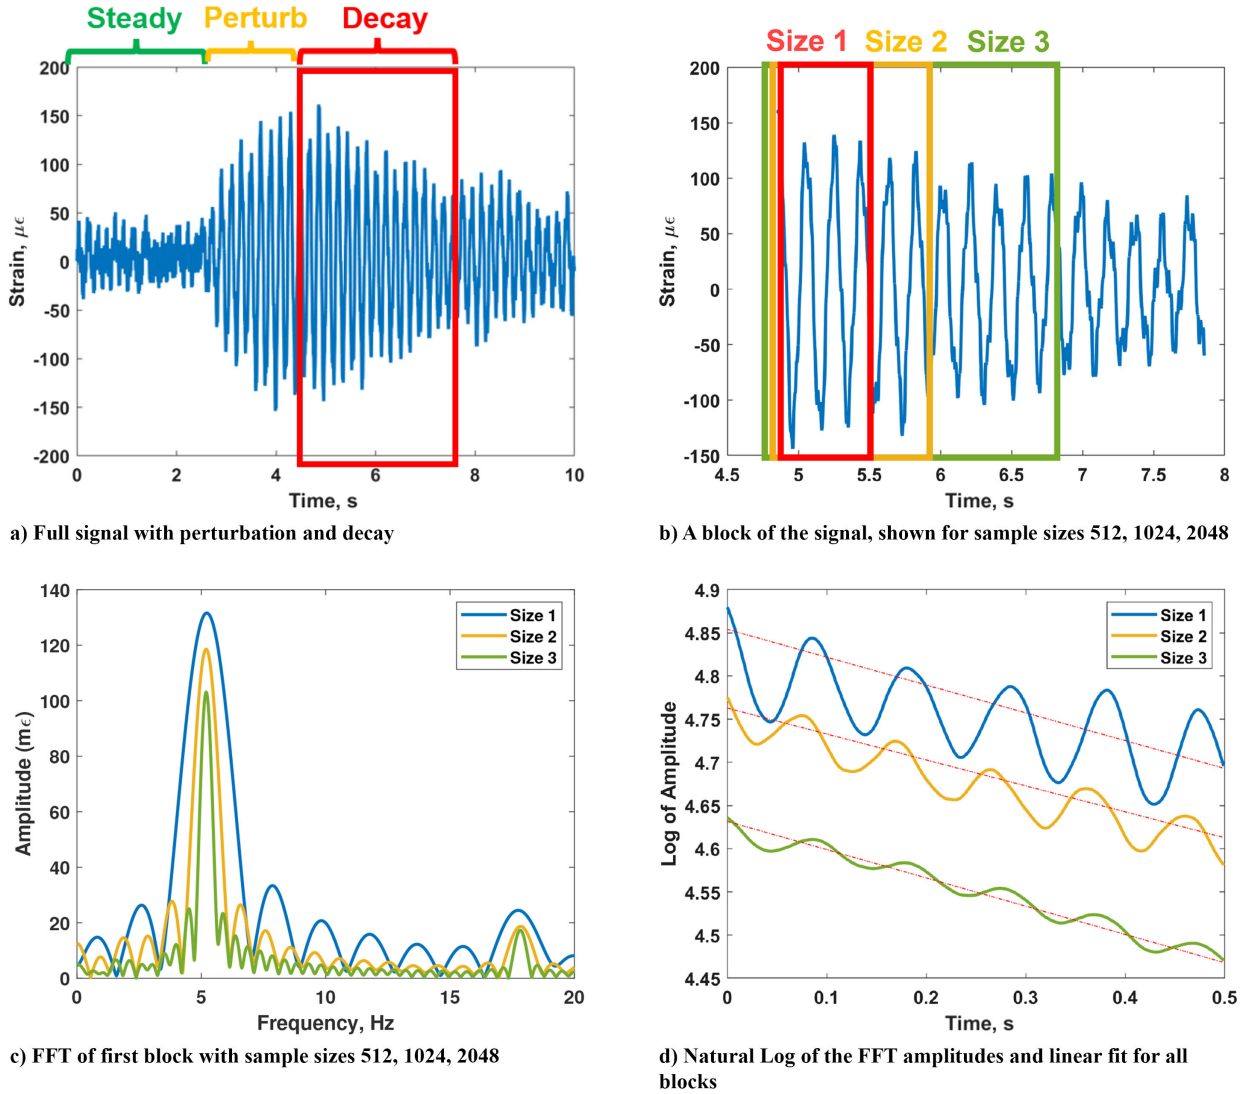 Steady Perturb Decay
200
150
100
50
0
-50
-100
-150
-200
0 2 4 6 8 10
Strain, με
Time, s
a) Full signal with perturbation and decay
Size 1 Size 2 Size 3
200
150
100
50
0
-50
-100
-150
4.5 5 5.5 6 6.5 7 7.5 8
Strain, με
Time, s
b) A block of the signal, shown for sample sizes 512, 1024, 2048
140
120
100
80
60
40
20
0
0 5 10 15 20
Amplitude (mε)
Frequency, Hz
Size 1
Size 2
Size 3
c) FFT of first block with sample sizes 512, 1024, 2048
4.9
4.85
4.8
4.75
4.7
4.65
4.6
4.55
4.5
4.45
0 0.1 0.2 0.3 0.4 0.5
Log of Amplitude
Time, s
Size 1
Size 2
Size 3
d) Natural Log of the FFT amplitudes and linear fit for all
blocks